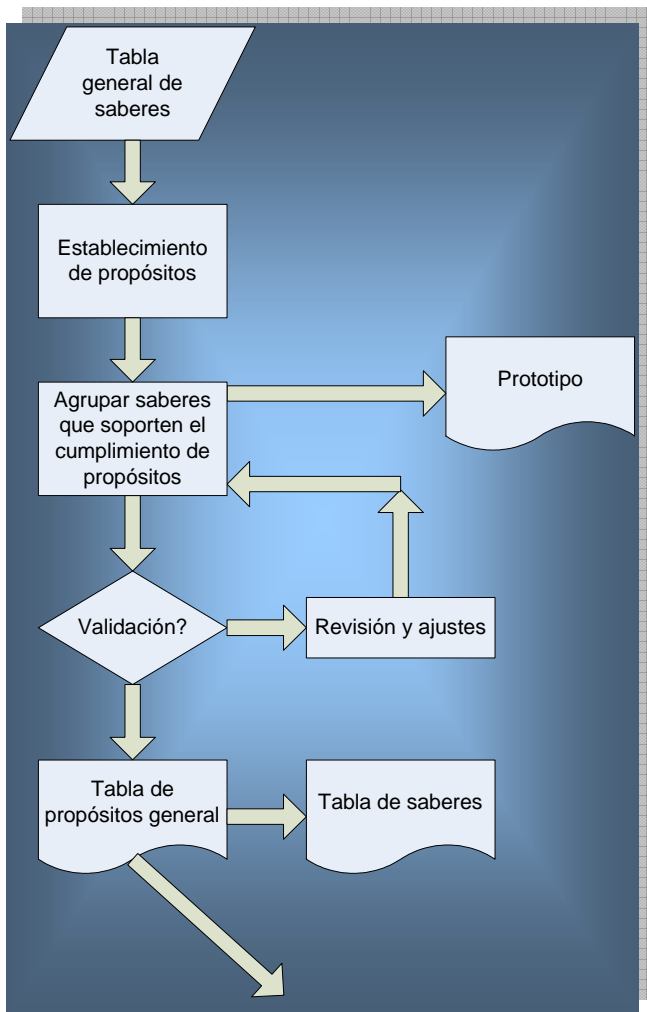 Tabla
general de
saberes
Establecimiento
de propósitos
Prototipo
Agrupar saberes
que soporten el
cumplimiento de
propósitos
Validación?
Revisión y ajustes
Tabla de
propósitos general
Tabla de saberes